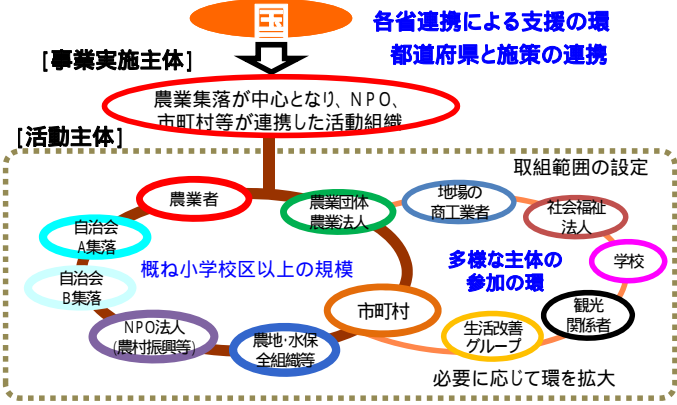 国
各省連携による支援の環
都道府県と施策の連携
[事業実施主体]
農業集落が中心となり、NPO、
市町村等が連携した活動組織
[活動主体]
取組範囲の設定
農業者
農業団体
農業法人
地場の
商工業者
社会福祉
法人
自治会
A集落
学校
自治会
B集落
概ね小学校区以上の規模
多様な主体の
参加の環
市町村
観光
関係者
NPO法人
(農村振興等)
農地・水保
全組織等
生活改善
グループ
必要に応じて環を拡大